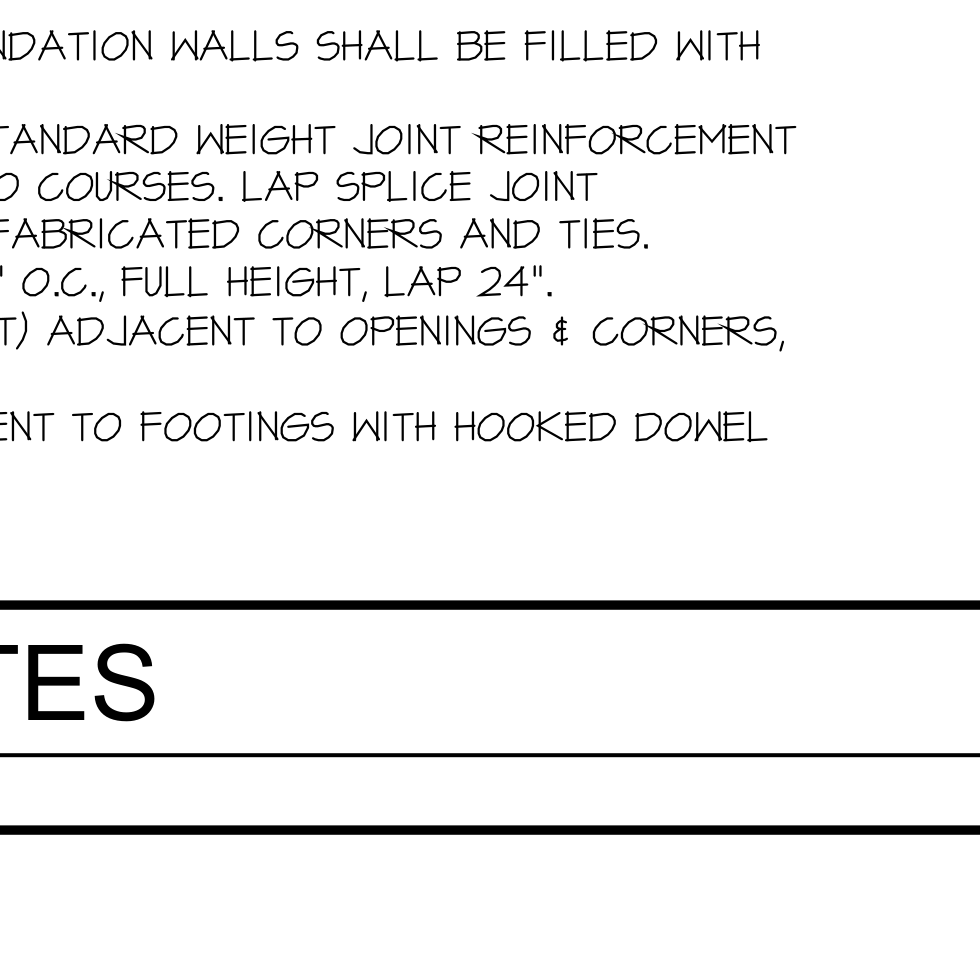 NDATION WALLS SHALL BE FILLED WITH
TANDARD WEIGHT JOINT REINFORCEMENT
O COURSES. LAP SPLICE JOINT
FABRICATED CORNERS AND TIES.
" O.C., FULL HEIGHT, LAP 24".
T) ADJACENT TO OPENINGS & CORNERS,
ENT TO FOOTINGS WITH HOOKED DOWEL
TES